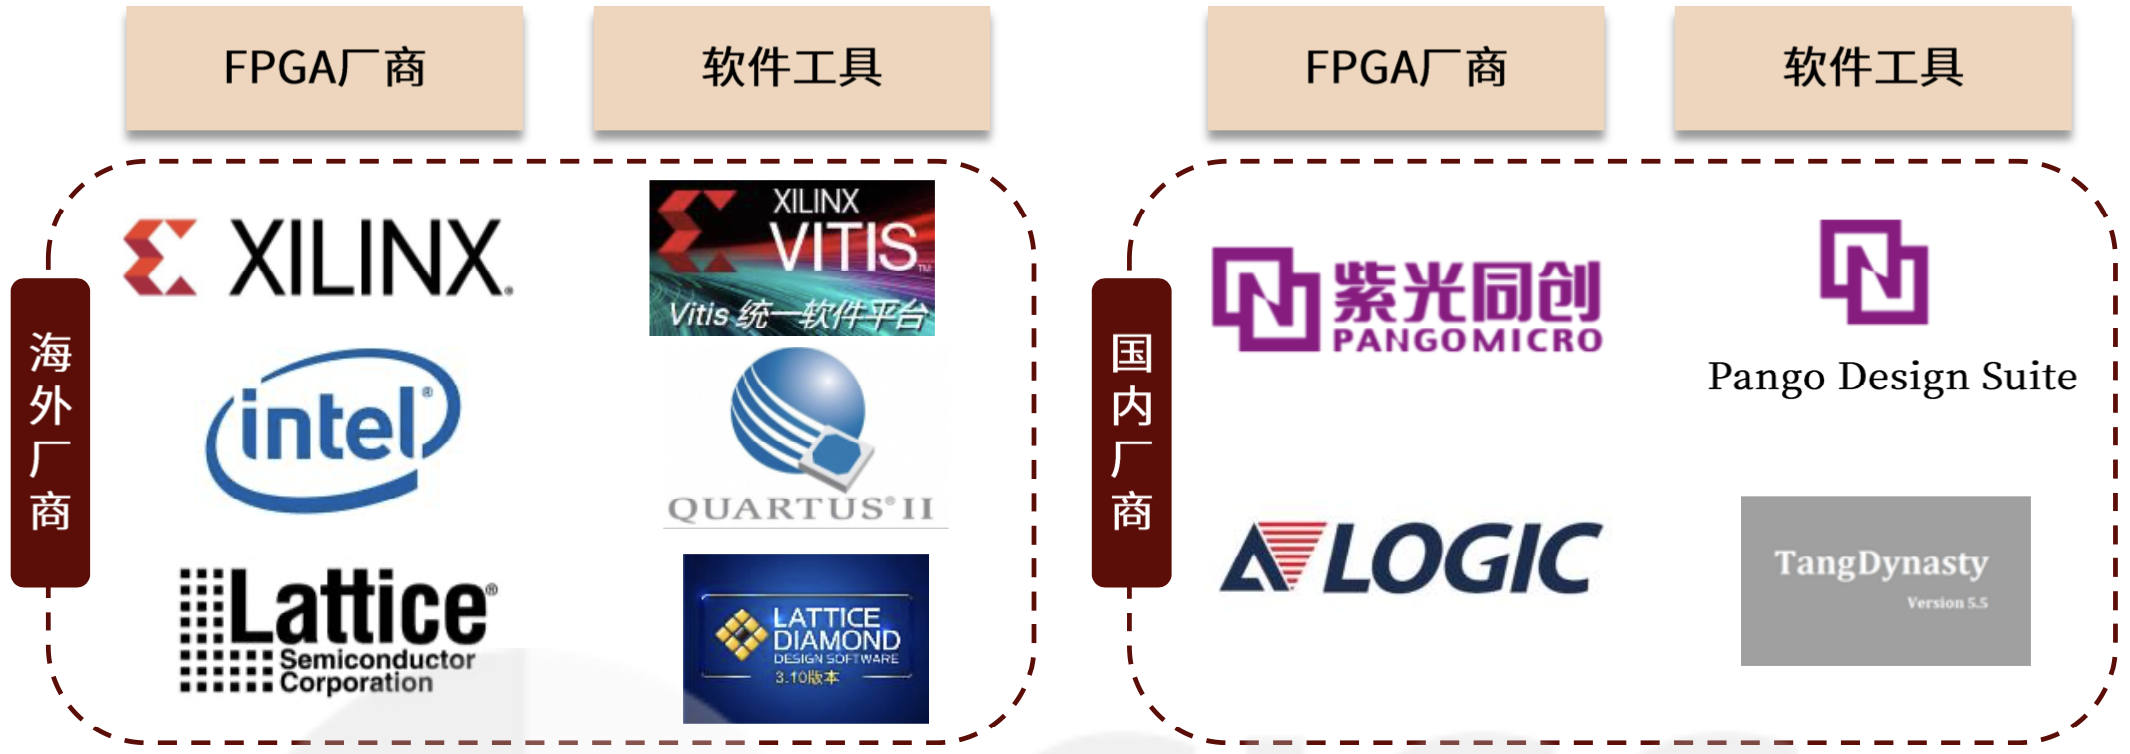 FPGA厂商
软件工具
FPGA厂商
软件工具
海外厂商
XILINX®
XILINX
VITIS™
Vitis 统一软件平台
intel®
QUARTUS® II
Lattice®
Semiconductor
Corporation
LATTICE
DIAMOND
DESIGN SOFTWARE
3.10版本
国内厂商
紫光同创
PANGOMICRO
Pango Design Suite
ANLOGIC
TangDynasty
Version 5.5